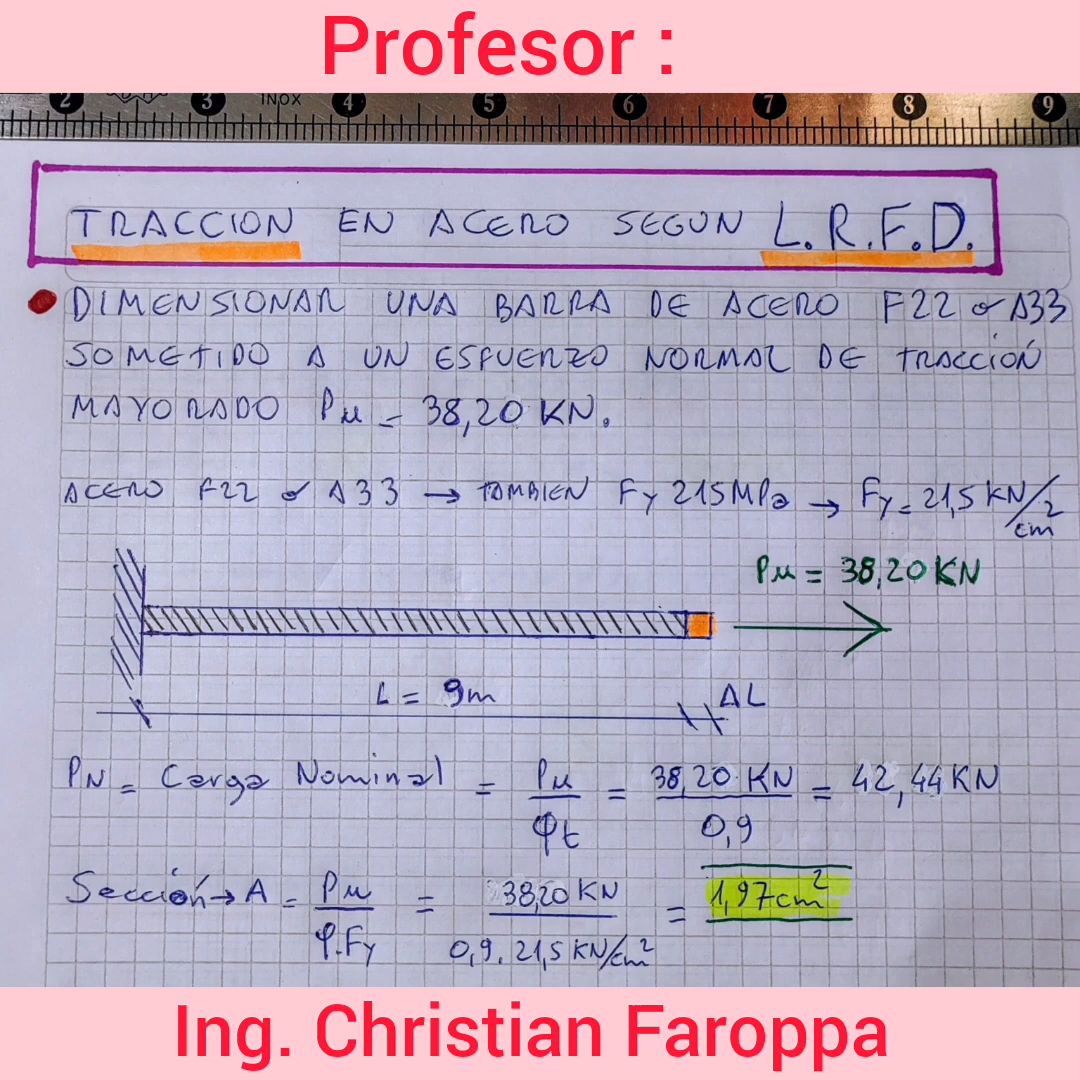 Profesor :
2 3 INOX 4 5 6 7 8 9
TRACCION EN ACERO SEGUN L.R.F.D.
DIMENSIONAR UNA BARRA DE ACERO F22 o A33
SOMETIDO A UN ESFUERZO NORMAL DE TRACCIÓN
MAYORADO Pu = 38,20 KN.
ACERO F22 o A33 → TAMBIEN Fy 215MPa → Fy = 21,5 KN/cm²
Pu = 38,20 KN
L = 9m ΔL
PN = Carga Nominal = Pu/φt = 38,20 KN/0,9 = 42,44 KN
Sección → A = Pu/φ.Fy = 38,20 KN/0,9.21,5 KN/cm² = 1,97cm²
Ing. Christian Faroppa